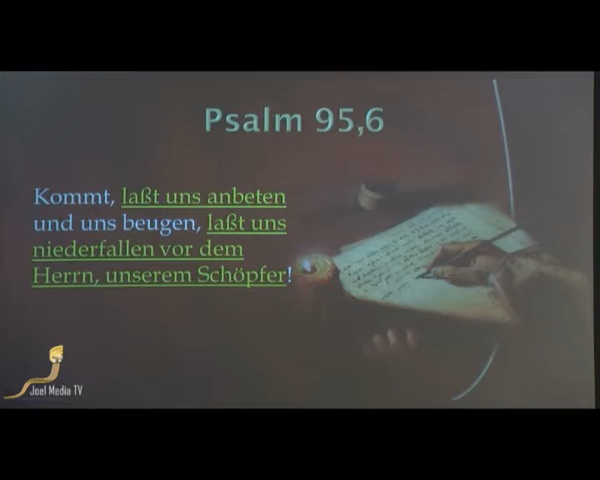 Psalm 95,6
Kommt, laßt uns anbeten
und uns beugen, laßt uns
niederfallen vor dem
Herrn, unserem Schöpfer!
Joel Media TV